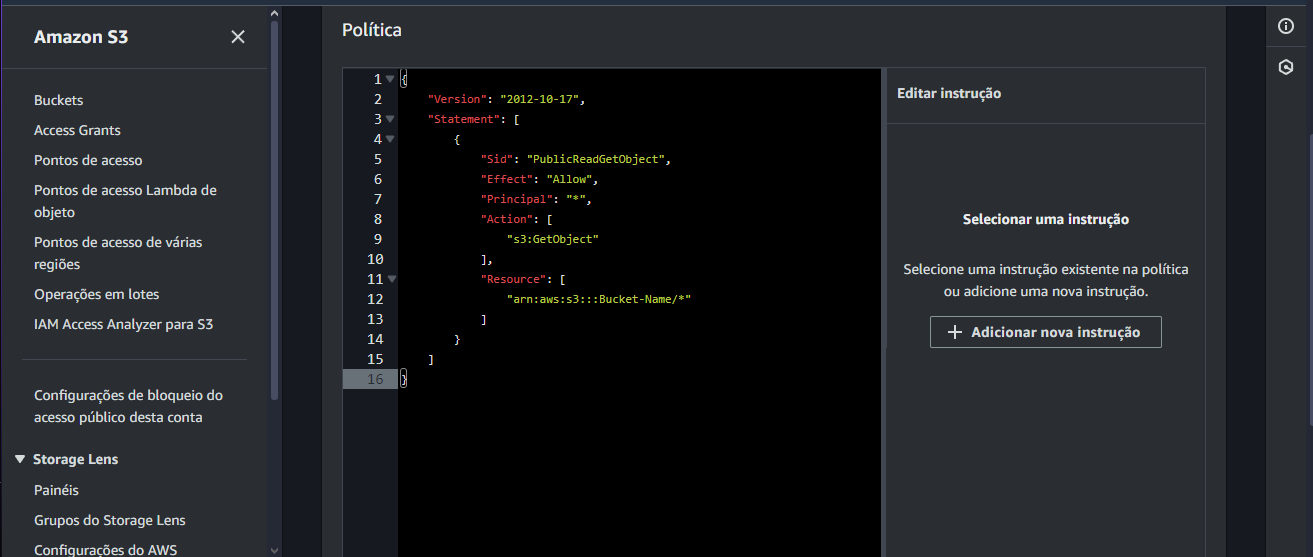 Amazon S3
Buckets
Access Grants
Pontos de acesso
Pontos de acesso Lambda de
objeto
Pontos de acesso de várias
regiões
Operações em lotes
IAM Access Analyzer para S3
Configurações de bloqueio do
acesso público desta conta
Storage Lens
Painéis
Grupos do Storage Lens
Configurações do AWS
Política
1 {
2     "Version": "2012-10-17",
3     "Statement": [
4         {
5             "Sid": "PublicReadGetObject",
6             "Effect": "Allow",
7             "Principal": "*",
8             "Action": [
9                 "s3:GetObject"
10             ],
11             "Resource": [
12                 "arn:aws:s3:::Bucket-Name/*"
13             ]
14         }
15     ]
16 }
Editar instrução
Selecionar uma instrução
Selecione uma instrução existente na política
ou adicione uma nova instrução.
Adicionar nova instrução